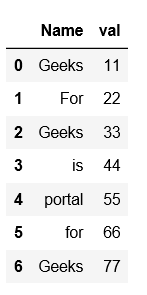 Name val
0 Geeks 11
1 For 22
2 Geeks 33
3 is 44
4 portal 55
5 for 66
6 Geeks 77